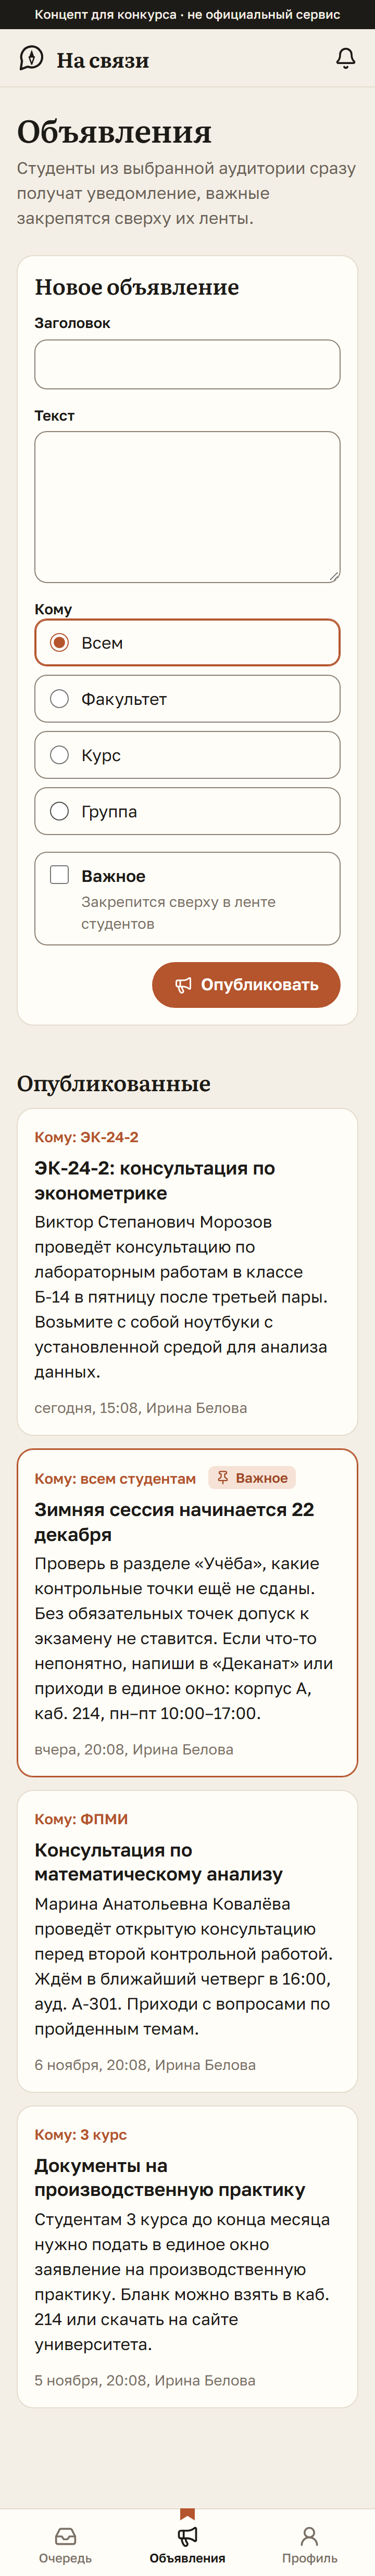 Концепт для конкурса · не официальный сервис
На связи
Объявления
Студенты из выбранной аудитории сразу
получат уведомление, важные
закрепятся сверху их ленты.
Новое объявление
Заголовок
Текст
Кому
Всем
Факультет
Курс
Группа
Важное
Закрепится сверху в ленте
студентов
Опубликовать
Опубликованные
Кому: ЭК-24-2
ЭК-24-2: консультация по
эконометрике
Виктор Степанович Морозов
проведёт консультацию по
лабораторным работам в классе
Б-14 в пятницу после третьей пары.
Возьмите с собой ноутбуки с
установленной средой для анализа
данных.
сегодня, 15:08, Ирина Белова
Кому: всем студентам Важное
Зимняя сессия начинается 22
декабря
Проверь в разделе «Учёба», какие
контрольные точки ещё не сданы.
Без обязательных точек допуск к
экзамену не ставится. Если что-то
непонятно, напиши в «Деканат» или
приходи в единое окно: корпус А,
каб. 214, пн–пт 10:00–17:00.
вчера, 20:08, Ирина Белова
Кому: ФПМИ
Консультация по
математическому анализу
Марина Анатольевна Ковалёва
проведёт открытую консультацию
перед второй контрольной работой.
Ждём в ближайший четверг в 16:00,
ауд. А-301. Приходи с вопросами по
пройденным темам.
6 ноября, 20:08, Ирина Белова
Кому: 3 курс
Документы на
производственную практику
Студентам 3 курса до конца месяца
нужно подать в единое окно
заявление на производственную
практику. Бланк можно взять в каб.
214 или скачать на сайте
университета.
5 ноября, 20:08, Ирина Белова
Очередь Объявления Профиль